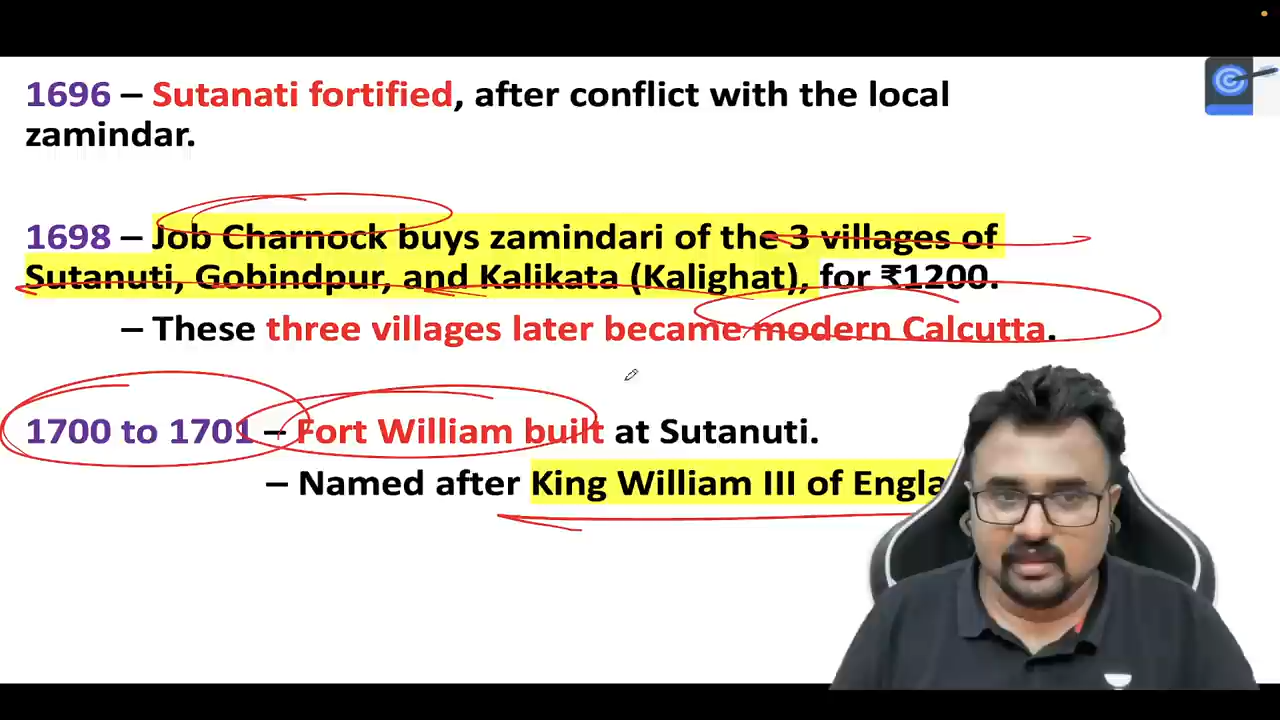 1696 – Sutanati fortified, after conflict with the local
zamindar.
1698 – Job Charnock buys zamindari of the 3 villages of
Sutanuti, Gobindpur, and Kalikata (Kalighat), for ₹1200.
– These three villages later became modern Calcutta.
1700 to 1701 – Fort William built at Sutanuti.
– Named after King William III of Engla